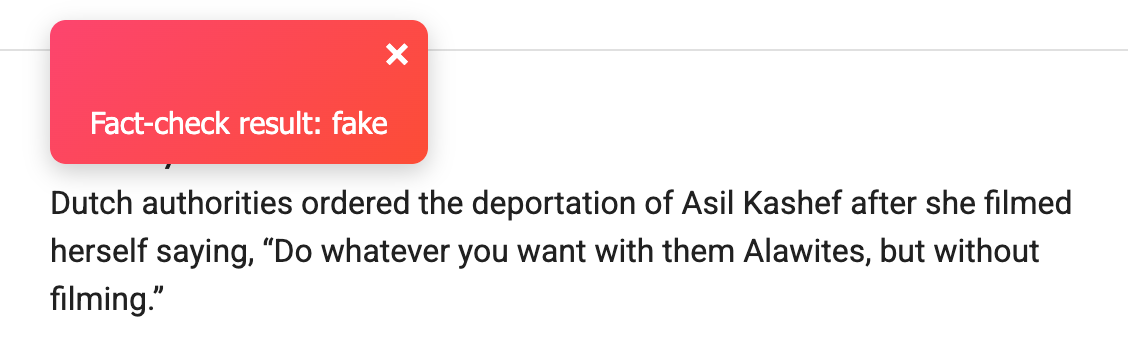 Fact-check result: fake
Dutch authorities ordered the deportation of Asil Kashef after she filmed
herself saying, “Do whatever you want with them Alawites, but without
filming.”